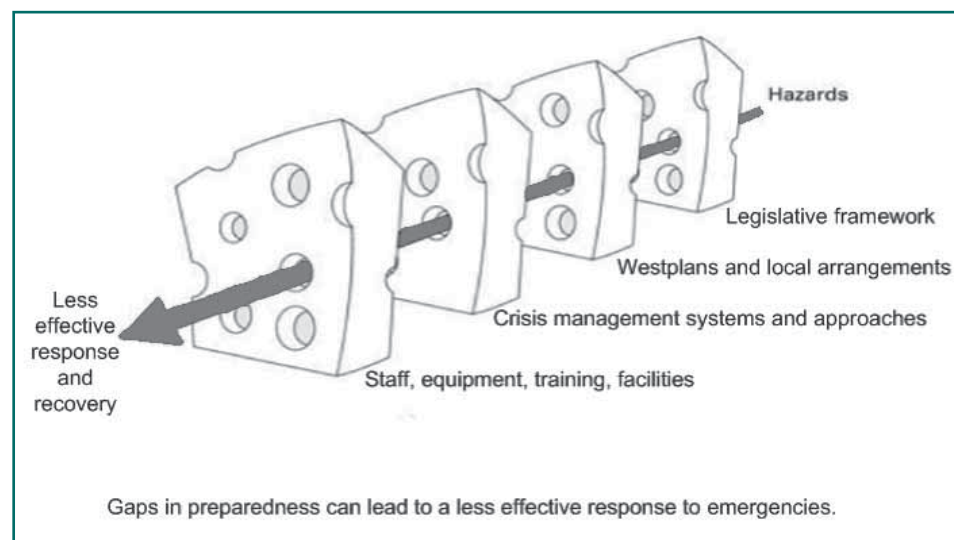 Hazards
Legislative framework
Westplans and local arrangements
Crisis management systems and approaches
Staff, equipment, training, facilities
Less
effective
response
and
recovery
Gaps in preparedness can lead to a less effective response to emergencies.